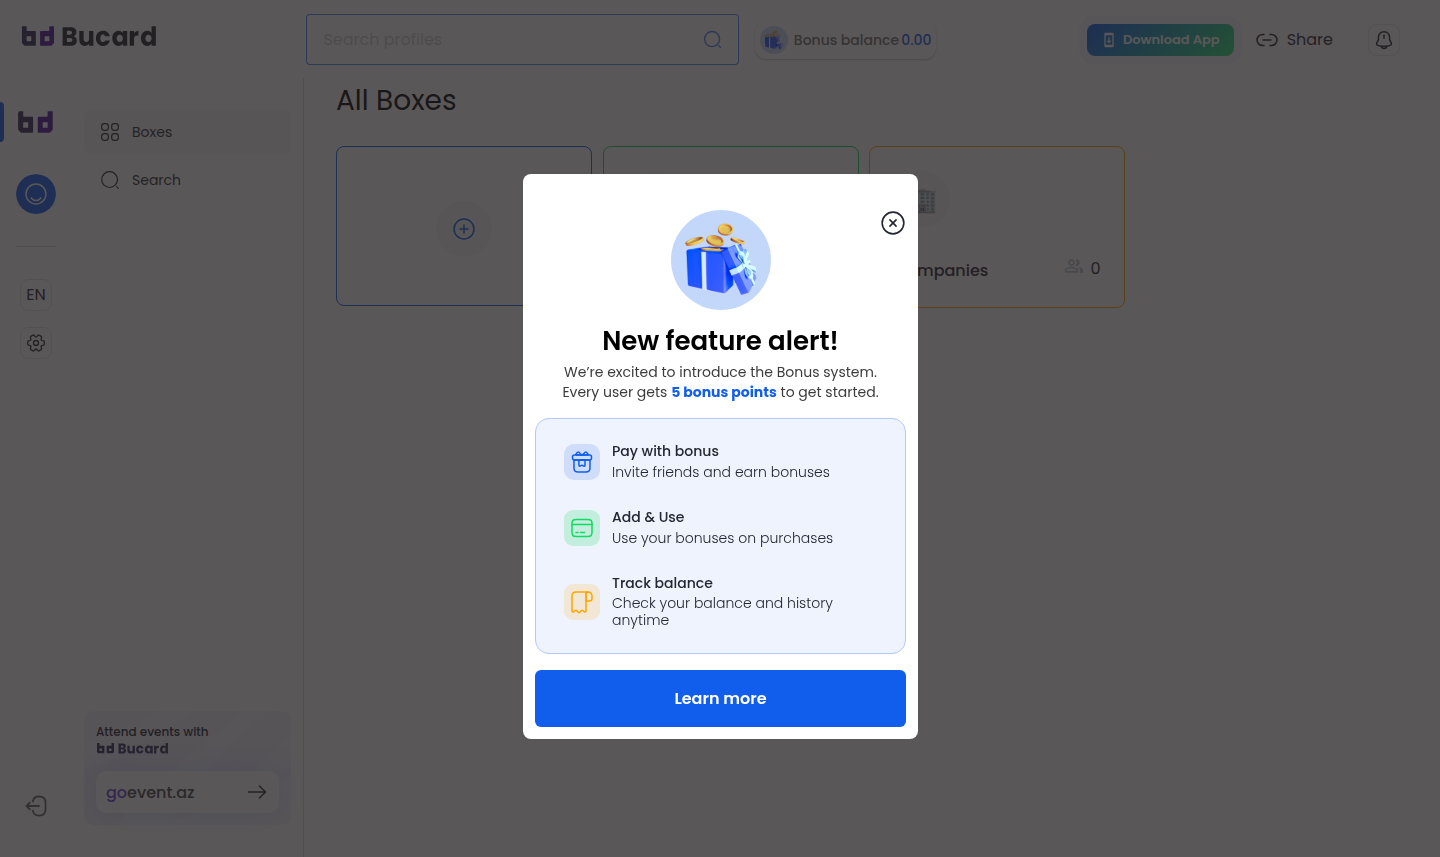 bd Bucard
Search profiles
Bonus balance 0.00
Download App
Share
All Boxes
bd
Boxes
Search
EN
mpanies
0
New feature alert!
We’re excited to introduce the Bonus system.
Every user gets 5 bonus points to get started.
Pay with bonus
Invite friends and earn bonuses
Add & Use
Use your bonuses on purchases
Track balance
Check your balance and history
anytime
Learn more
Attend events with
bd Bucard
goevent.az